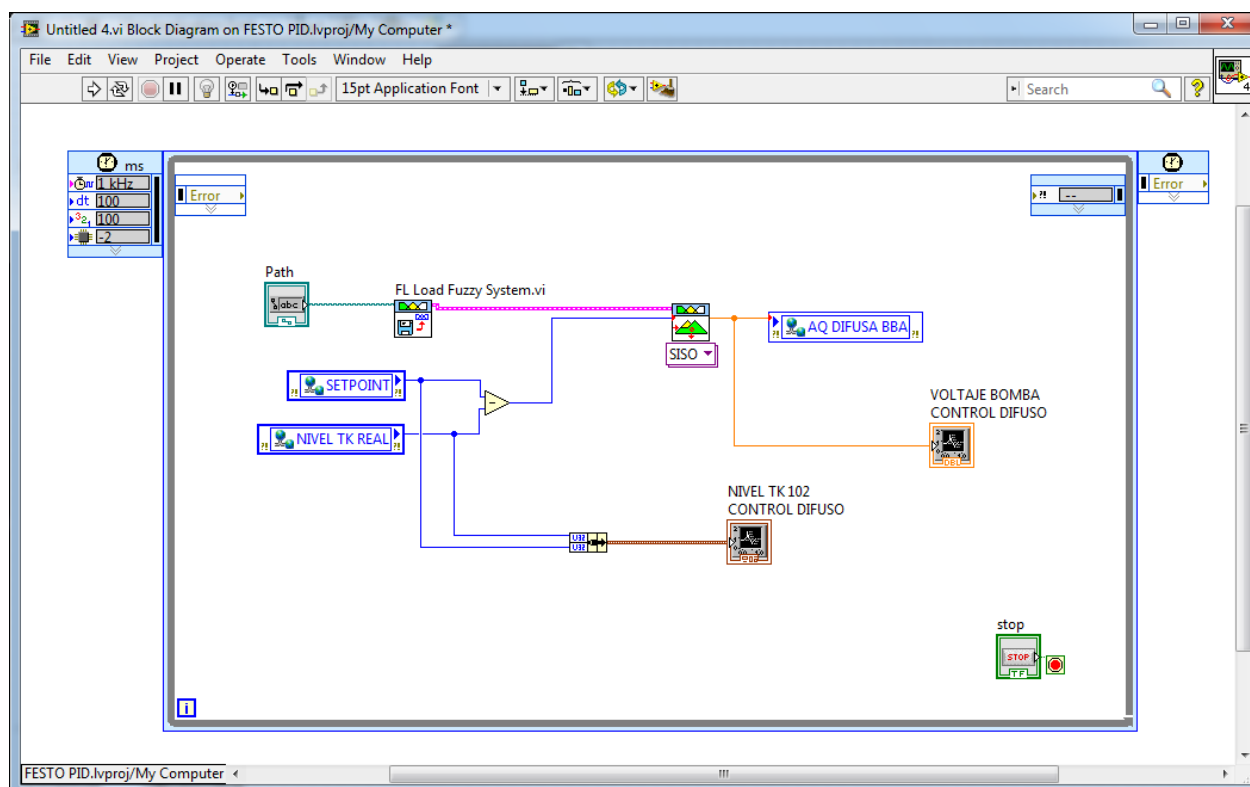 Untitled 4.vi Block Diagram on FESTO PID.lvproj/My Computer *
File Edit View Project Operate Tools Window Help
15pt Application Font
Search
4
ms
1 kHz
dt 100
100
-2
Error
?! --
Error
Path
abc
FL Load Fuzzy System.vi
SISO
?! AQ DIFUSA BBA ?!
?! SETPOINT ?!
?! NIVEL TK REAL ?!
VOLTAJE BOMBA
CONTROL DIFUSO
DBL
NIVEL TK 102
CONTROL DIFUSO
U32
U32
stop
STOP
TF
i
FESTO PID.lvproj/My Computer